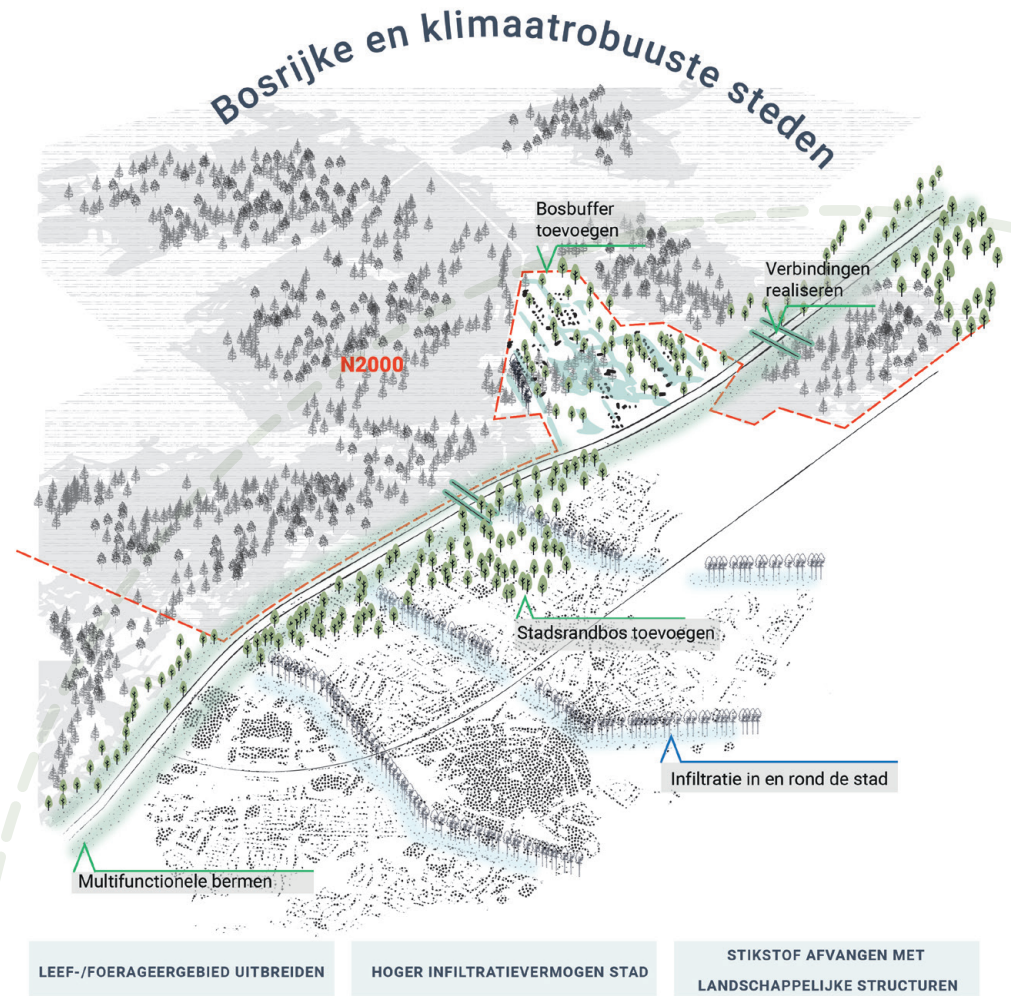 Bosrijke en klimaatrobuuste steden
Bosbuffer
toevoegen
Verbindingen
realiseren
N2000
Stadsrandbos toevoegen
Infiltratie in en rond de stad
Multifunctionele bermen
LEEF-/FOERAGEERGEBIED UITBREIDEN
HOGER INFILTRATIEVERMOGEN STAD
STIKSTOF AFVANGEN MET
LANDSCHAPPELIJKE STRUCTUREN